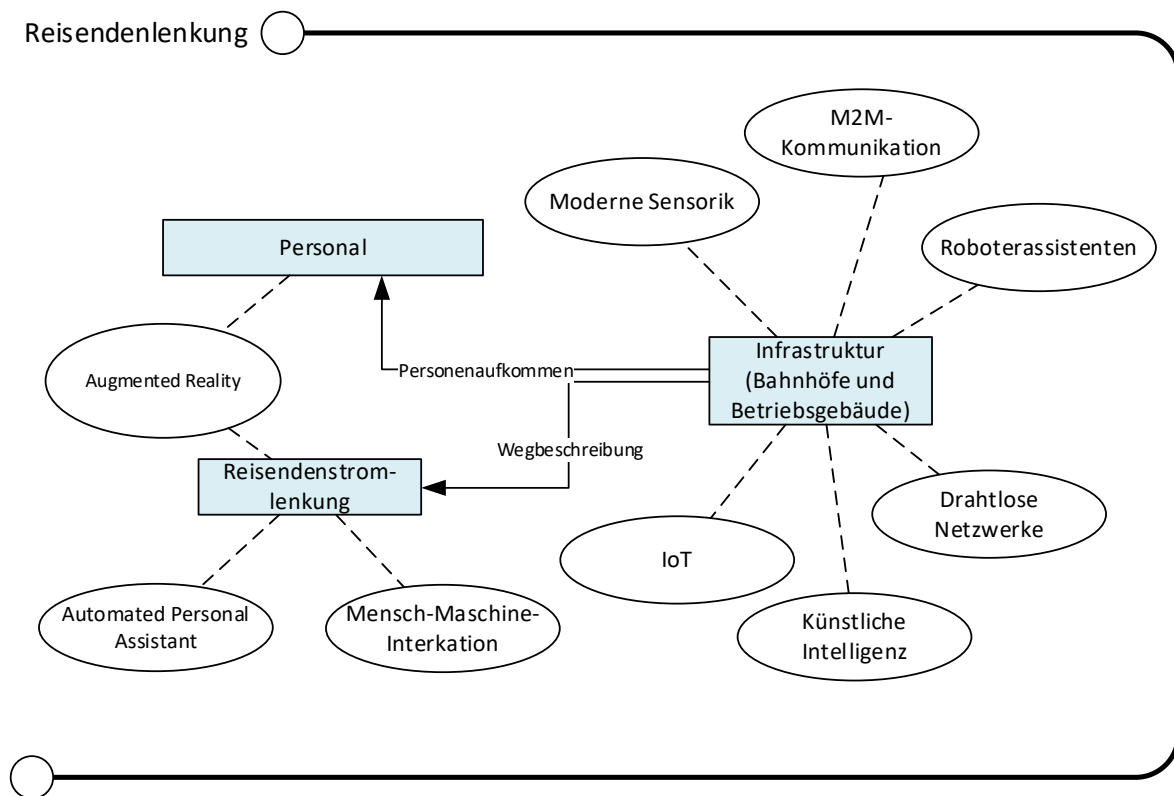 Reisendenlenkung
M2M-
Kommunikation
Moderne Sensorik
Roboterassistenten
Personal
Infrastruktur
(Bahnhöfe und
Betriebsgebäude)
Personenaufkommen
Augmented Reality
Wegbeschreibung
Reisendenstrom-
lenkung
Drahtlose
Netzwerke
IoT
Automated Personal
Assistant
Mensch-Maschine-
Interkation
Künstliche
Intelligenz